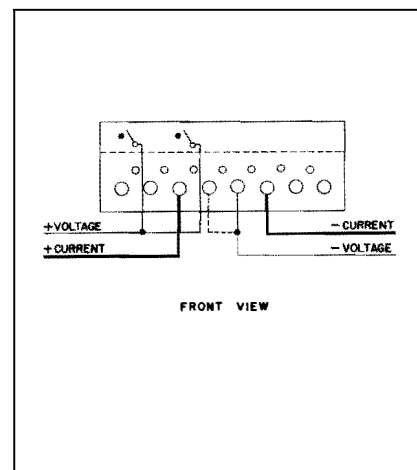 +VOLTAGE
+CURRENT
− CURRENT
− VOLTAGE
FRONT VIEW